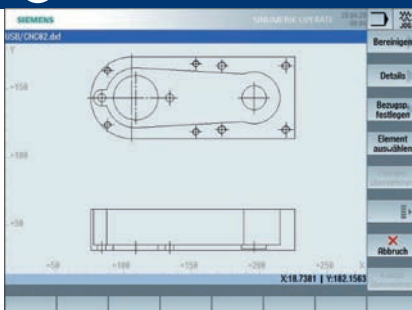 SIEMENS
SINUMERIK OPERATE
USB/CNC82.dxf
Bereinigen
Y
Details
+150
Bezugsp.
festlegen
Element
auswählen
+100
+50
Abbruch
+50
+100
+150
+200
+250
X
X:18.7381 Y:182.1563